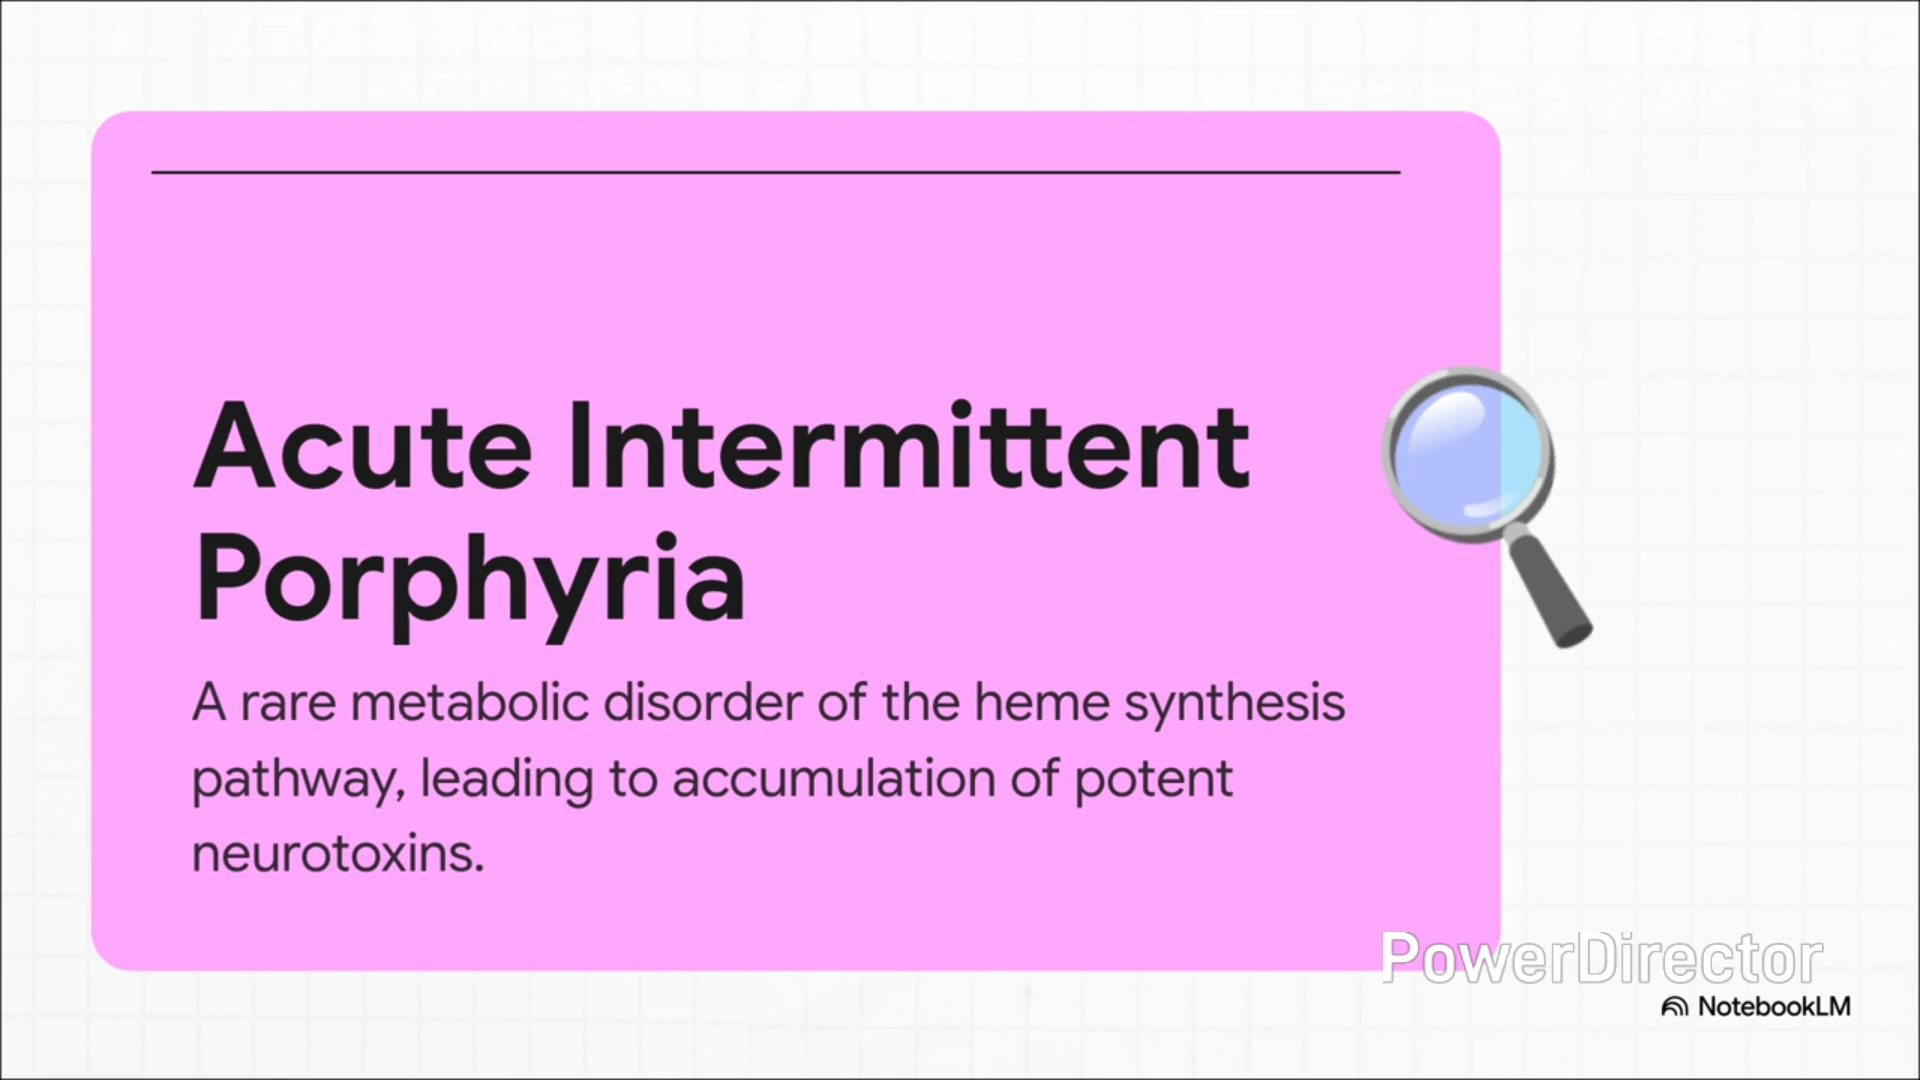 Acute Intermittent
Porphyria
A rare metabolic disorder of the heme synthesis
pathway, leading to accumulation of potent
neurotoxins.
PowerDirector
NotebookLM